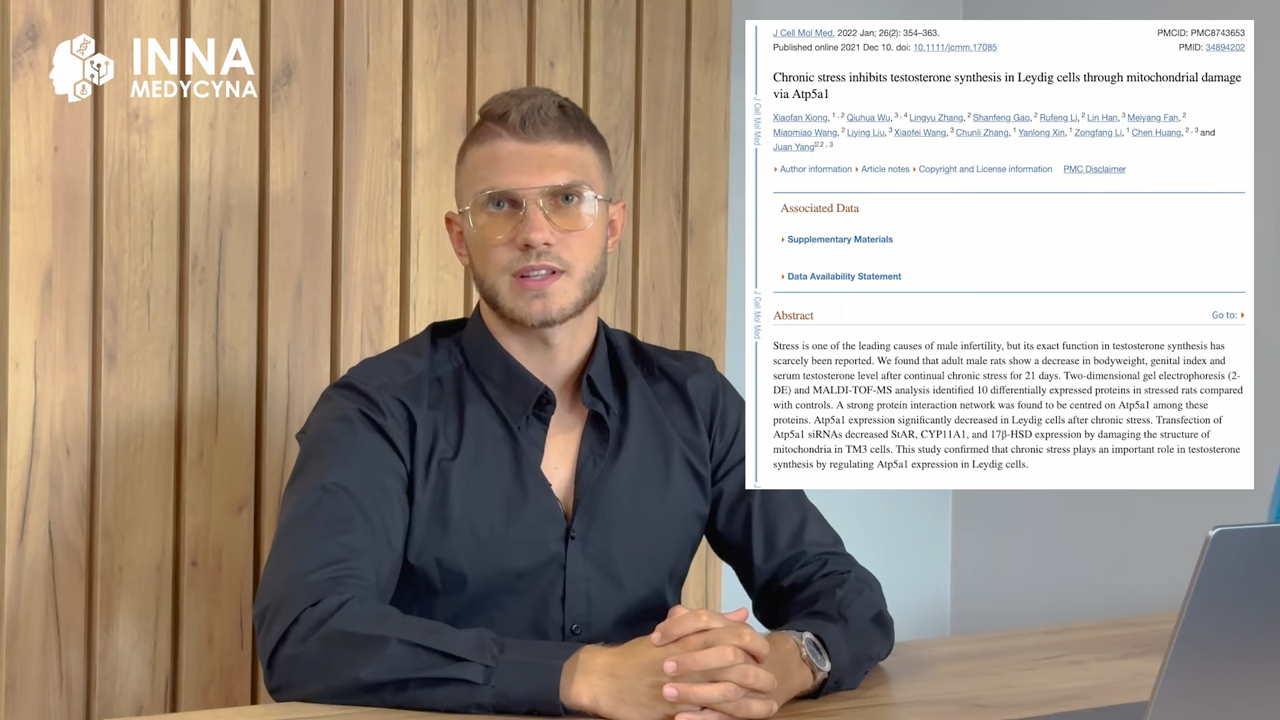 INNA
MEDYCYNA
J Cell Mol Med. 2022 Jan; 26(2): 354–363.
PMCID: PMC8743653
Published online 2021 Dec 10. doi: 10.1111/jcmm.17085
PMID: 34894202
Chronic stress inhibits testosterone synthesis in Leydig cells through mitochondrial damage
via Atp5a1
Xiaofan Xiong, 1 , 2 Qiuhua Wu, 3 , 4 Lingyu Zhang, 2 Shanfeng Gao, 2 Rufeng Li, 2 Lin Han, 3 Meiyang Fan, 2
Miaomiao Wang, 2 Liying Liu, 3 Xiaofei Wang, 3 Chunli Zhang, 1 Yanlong Xin, 1 Zongfang Li, 1 Chen Huang, 2 , 3 and
Juan Yang 2 , 3
Author information Article notes Copyright and License information PMC Disclaimer
Associated Data
Supplementary Materials
Data Availability Statement
Abstract
Go to:
Stress is one of the leading causes of male infertility, but its exact function in testosterone synthesis has
scarcely been reported. We found that adult male rats show a decrease in bodyweight, genital index and
serum testosterone level after continual chronic stress for 21 days. Two-dimensional gel electrophoresis (2-
DE) and MALDI-TOF-MS analysis identified 10 differentially expressed proteins in stressed rats compared
with controls. A strong protein interaction network was found to be centred on Atp5a1 among these
proteins. Atp5a1 expression significantly decreased in Leydig cells after chronic stress. Transfection of
Atp5a1 siRNAs decreased StAR, CYP11A1, and 17β-HSD expression by damaging the structure of
mitochondria in TM3 cells. This study confirmed that chronic stress plays an important role in testosterone
synthesis by regulating Atp5a1 expression in Leydig cells.
J Cell Mol Med
J Cell Mol Med
J